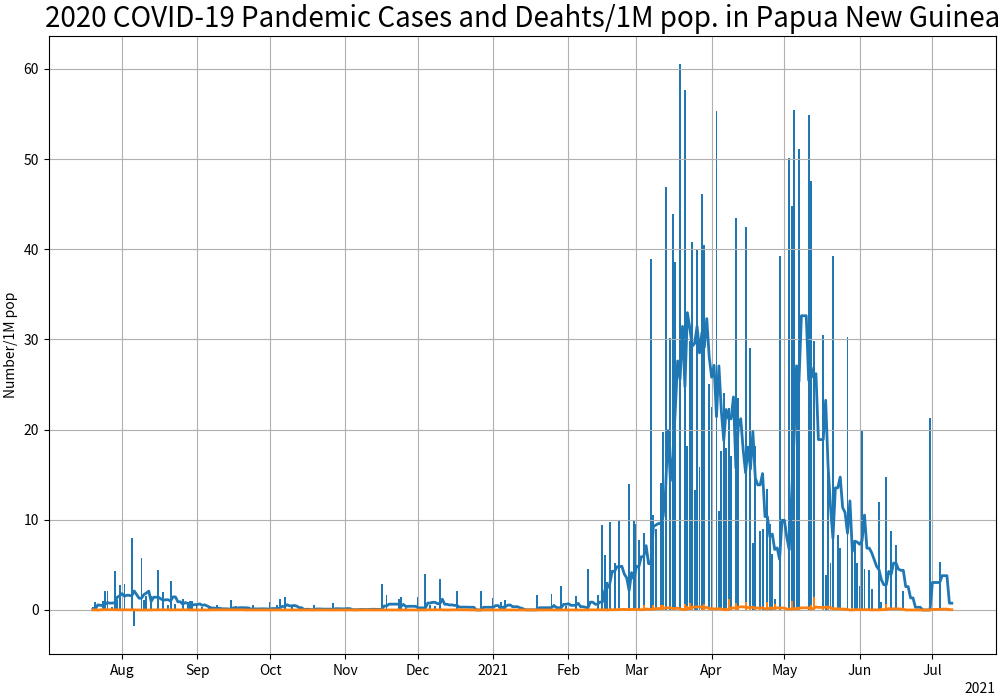 2020 COVID-19 Pandemic Cases and Deahts/1M pop. in Papua New Guinea
Number/1M pop
60
50
40
30
20
10
0
Aug Sep Oct Nov Dec 2021 Feb Mar Apr May Jun Jul
2021